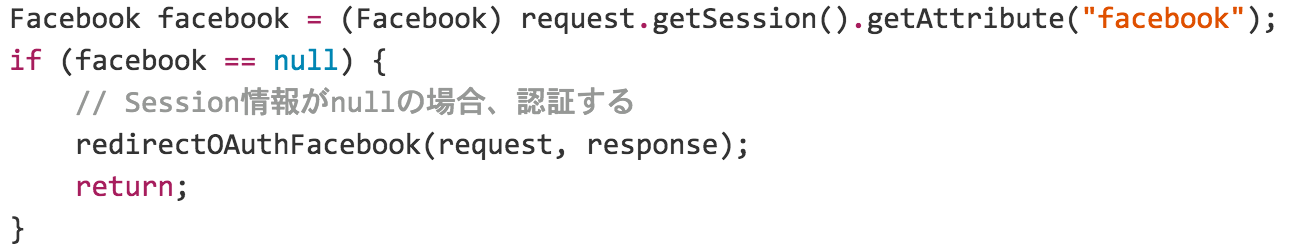 Facebook facebook = (Facebook) request.getSession().getAttribute("facebook");
if (facebook == null) {
    // Session情報がnullの場合、認証する
    redirectOAuthFacebook(request, response);
    return;
}